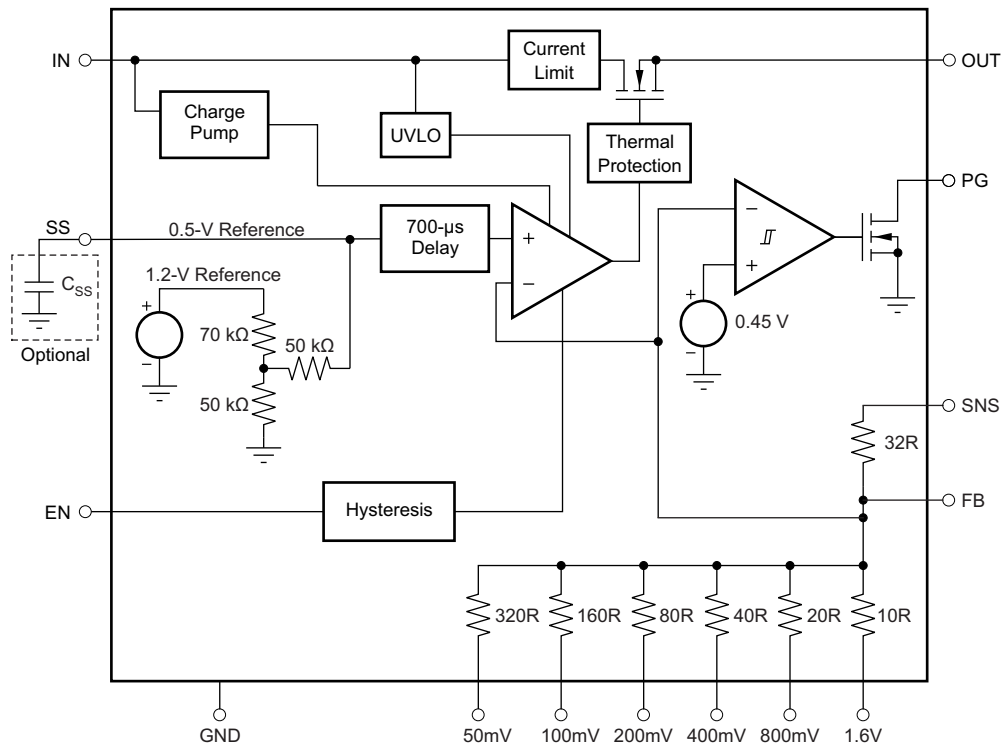 IN
Current
Limit
OUT
Charge
Pump
UVLO
Thermal
Protection
PG
SS
0.5-V Reference
700-µs
Delay
+
−
−
+
C_SS
Optional
1.2-V Reference
+
−
70 kΩ
50 kΩ
50 kΩ
+
−
0.45 V
SNS
32R
FB
EN
Hysteresis
320R
160R
80R
40R
20R
10R
GND
50mV
100mV
200mV
400mV
800mV
1.6V